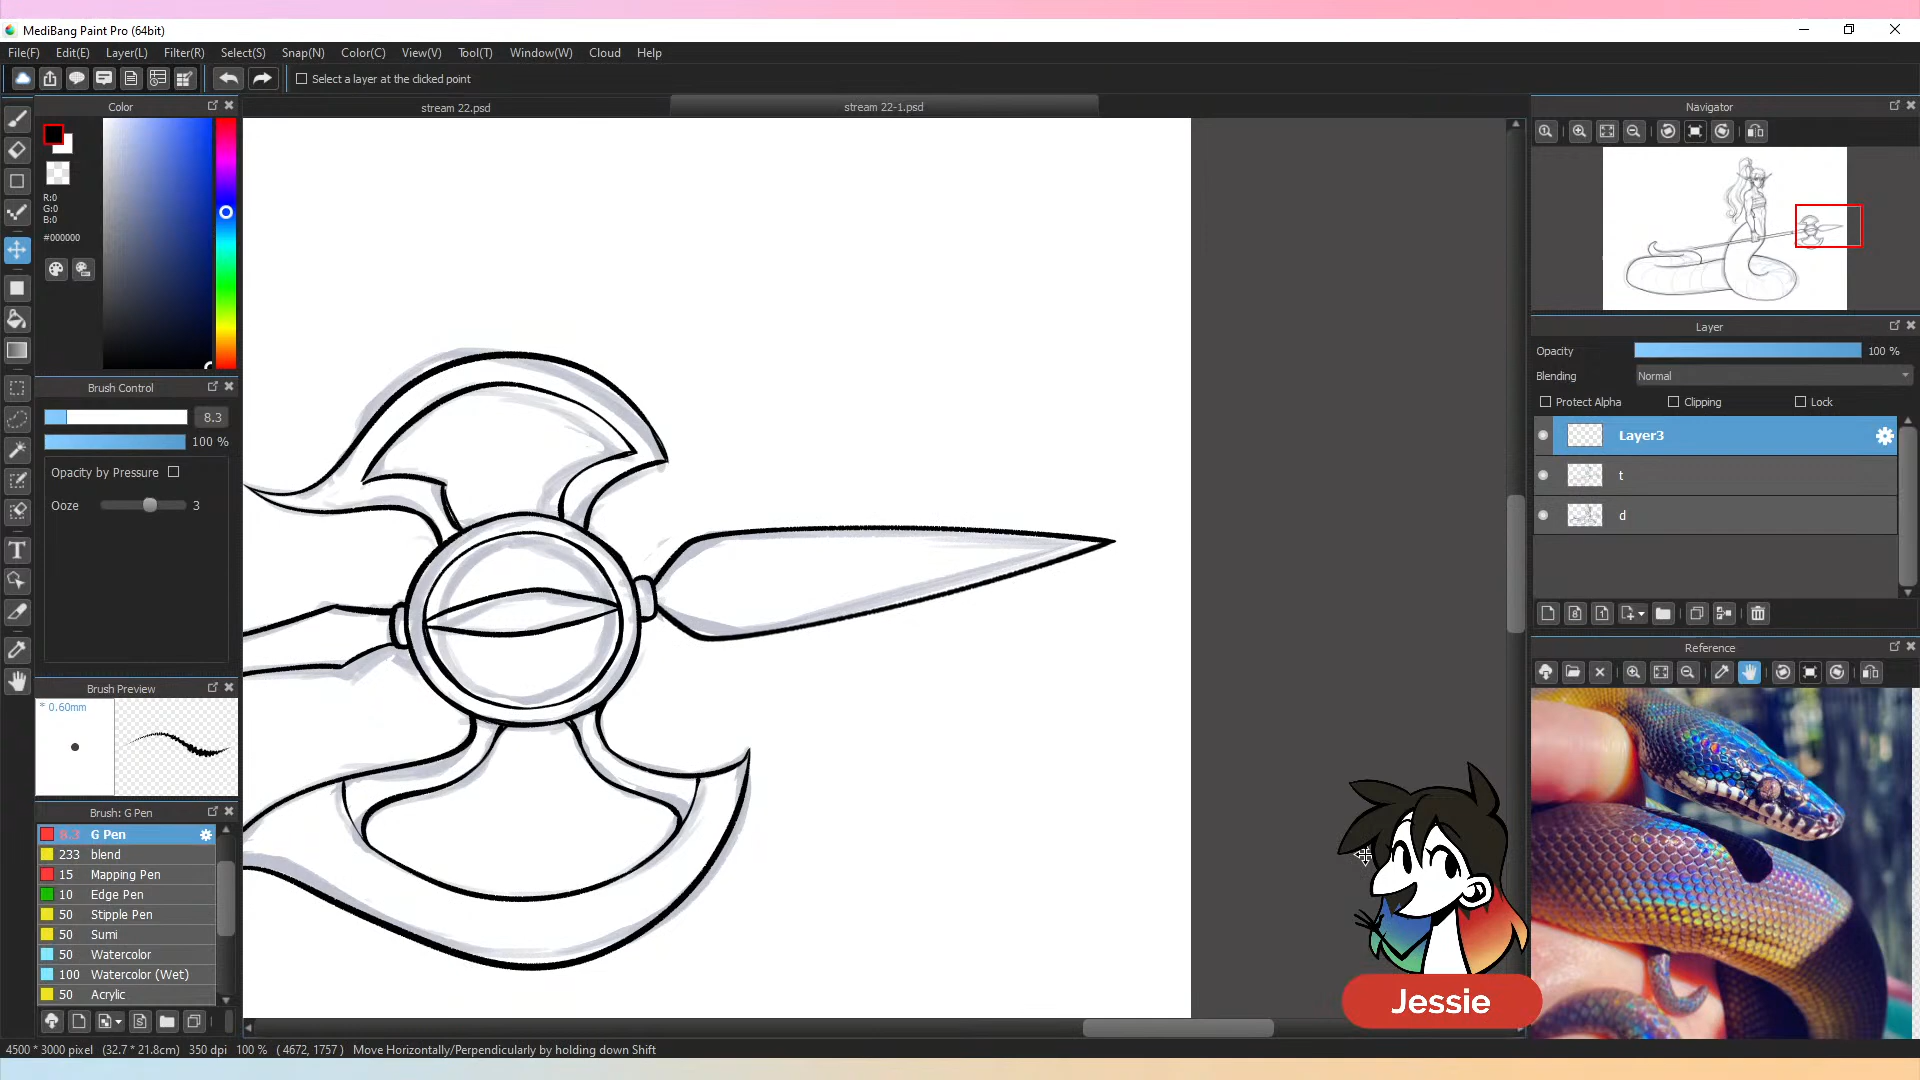 MediBang Paint Pro (64bit)
File(F) Edit(E) Layer(L) Filter(R) Select(S) Snap(N) Color(C) View(V) Tool(T) Window(W) Cloud Help
Select a layer at the clicked point
Color
stream 22.psd
stream 22-1.psd
Navigator
R:0
G:0
B:0
#000000
Layer
Opacity 100 %
Blending Normal
Protect Alpha Clipping Lock
Layer3
t
d
Brush Control
8.3
100 %
Opacity by Pressure
Ooze 3
Reference
Brush Preview
* 0.60mm
Brush: G Pen
8.3 G Pen
233 blend
15 Mapping Pen
10 Edge Pen
50 Stipple Pen
50 Sumi
50 Watercolor
100 Watercolor (Wet)
50 Acrylic
Jessie
4500 * 3000 pixel (32.7 * 21.8cm) 350 dpi 100 % ( 4672, 1757 ) Move Horizontally/Perpendicularly by holding down Shift